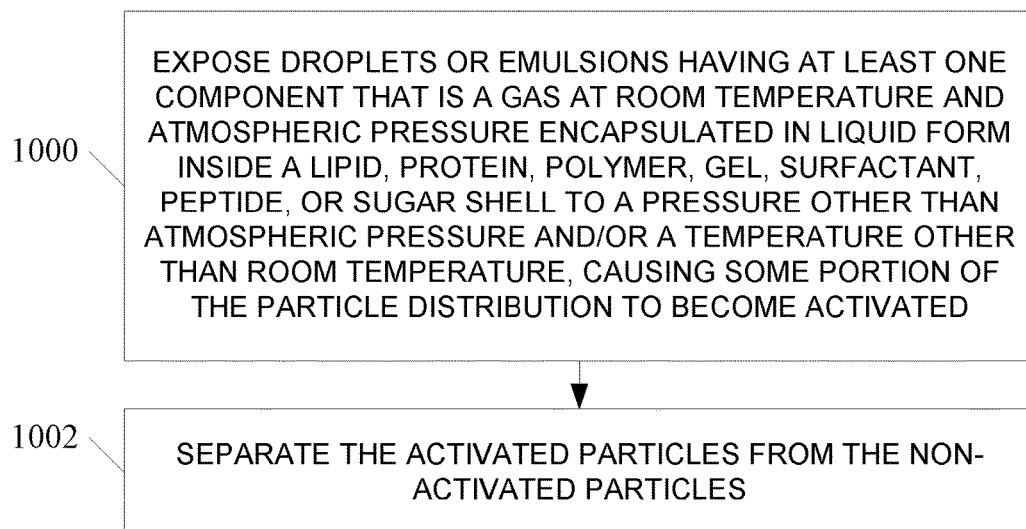 EXPOSE DROPLETS OR EMULSIONS HAVING AT LEAST ONE
COMPONENT THAT IS A GAS AT ROOM TEMPERATURE AND
ATMOSPHERIC PRESSURE ENCAPSULATED IN LIQUID FORM
1000
INSIDE A LIPID, PROTEIN, POLYMER, GEL, SURFACTANT,
PEPTIDE, OR SUGAR SHELL TO A PRESSURE OTHER THAN
ATMOSPHERIC PRESSURE AND/OR A TEMPERATURE OTHER
THAN ROOM TEMPERATURE, CAUSING SOME PORTION OF
THE PARTICLE DISTRIBUTION TO BECOME ACTIVATED
1002
SEPARATE THE ACTIVATED PARTICLES FROM THE NON-
ACTIVATED PARTICLES